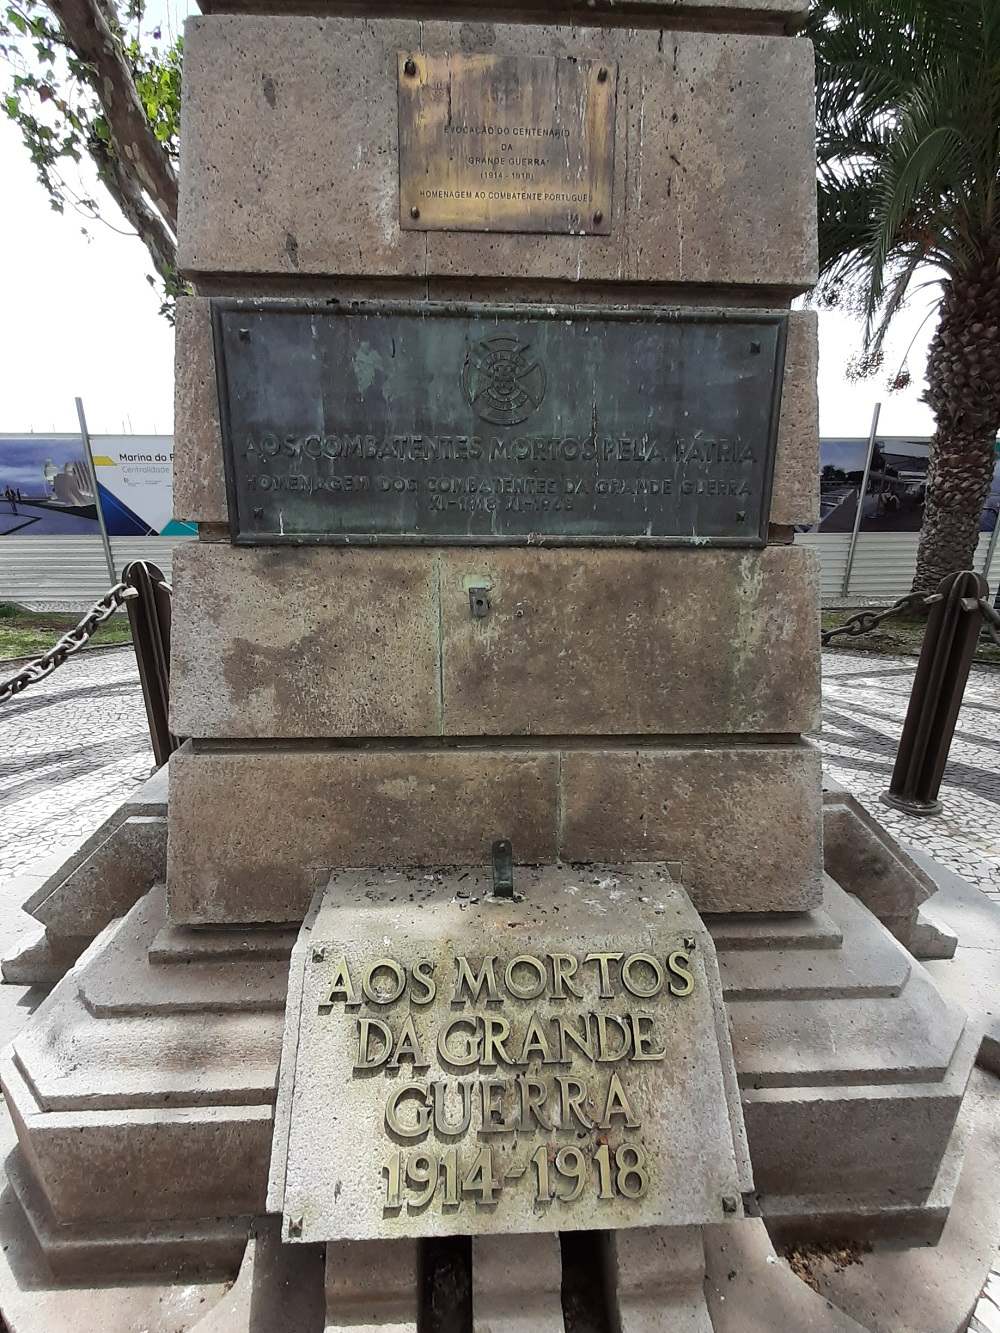 EVOCAÇÃO DO CENTENÁRIO
DA
"GRANDE GUERRA"
(1914 - 1918)
HOMENAGEM AO COMBATENTE PORTUGUÊS
AOS COMBATENTES MORTOS PELA PÁTRIA
HOMENAGEM DOS COMBATENTES DA GRANDE GUERRA
Marina do
Centralidade
AOS MORTOS
DA GRANDE
GUERRA
1914-1918